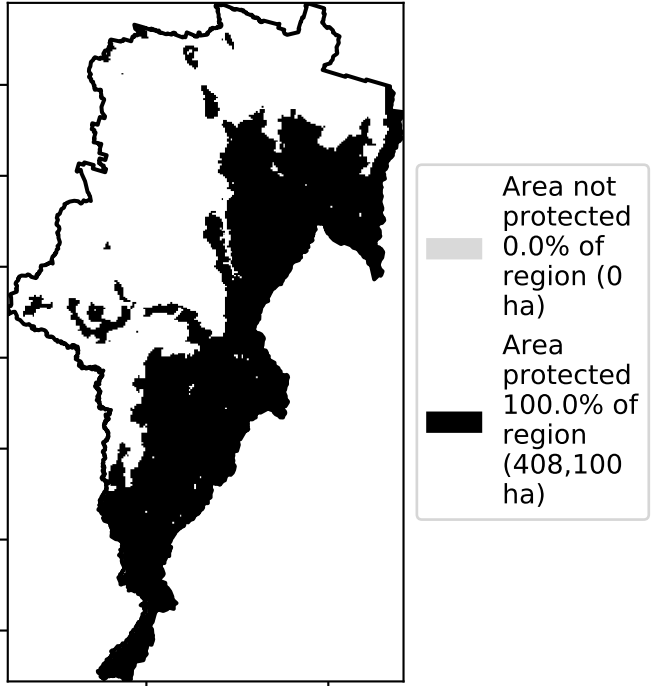 Area not
protected
0.0% of
region (0
ha)
Area
protected
100.0% of
region
(408,100
ha)